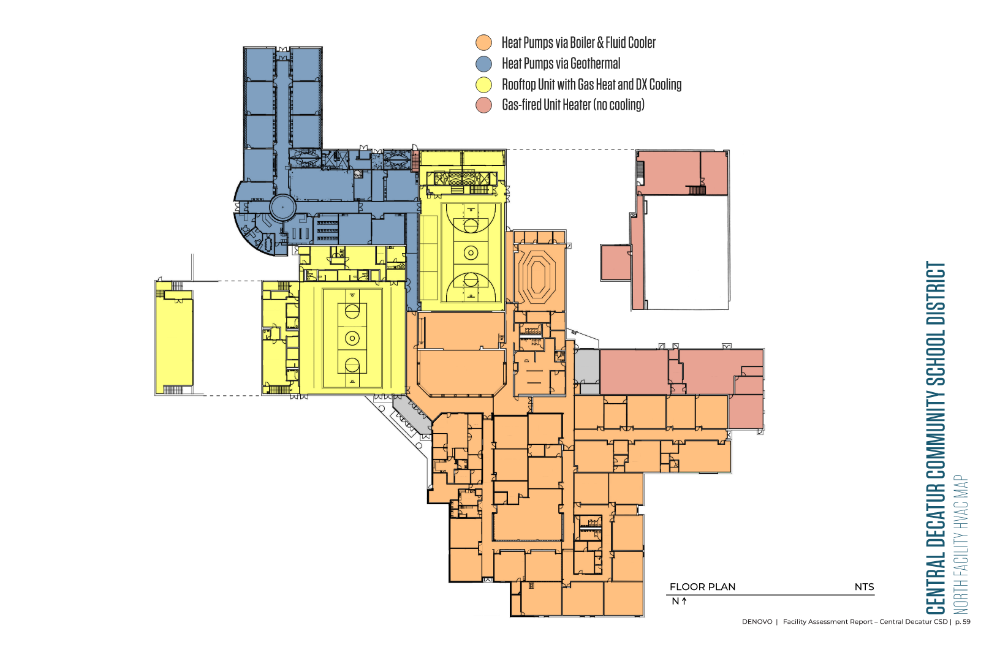 Heat Pumps via Boiler & Fluid Cooler
Heat Pumps via Geothermal
Rooftop Unit with Gas Heat and DX Cooling
Gas-fired Unit Heater (no cooling)
CENTRAL DECATUR COMMUNITY SCHOOL DISTRICT
NORTH FACILITY HVAC MAP
FLOOR PLAN NTS
N ↑
DENOVO | Facility Assessment Report – Central Decatur CSD | p. 59